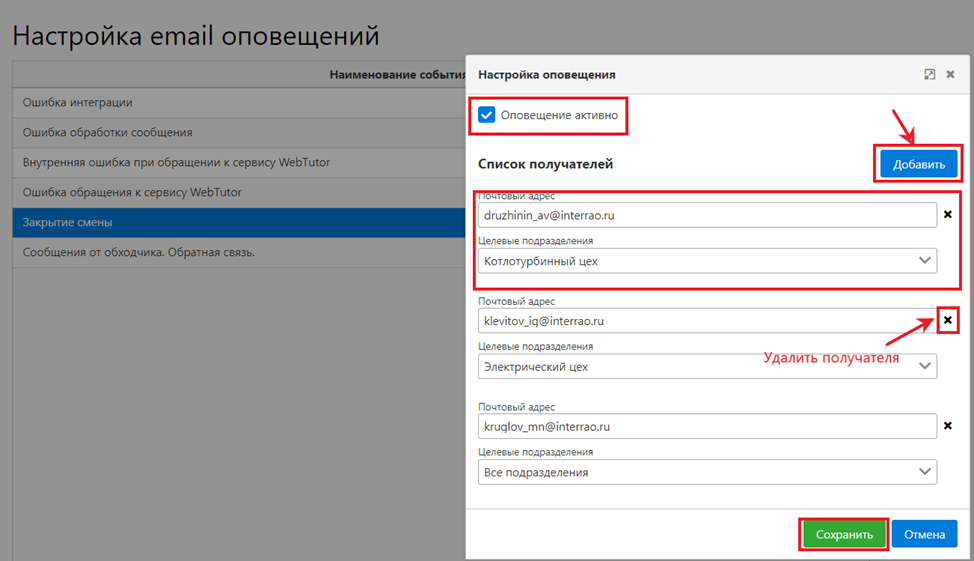 Настройка email оповещений
Наименование события
Ошибка интеграции
Ошибка обработки сообщения
Внутренняя ошибка при обращении к сервису WebTutor
Ошибка обращения к сервису WebTutor
Закрытие смены
Сообщения от обходчика. Обратная связь.
Настройка оповещения
Оповещение активно
Список получателей
Добавить
Почтовый адрес
druzhinin_av@interrao.ru
Целевые подразделения
Котлотурбинный цех
Почтовый адрес
klevitov_ig@interrao.ru
Удалить получателя
Целевые подразделения
Электрический цех
Почтовый адрес
kruglov_mn@interrao.ru
Целевые подразделения
Все подразделения
Сохранить
Отмена